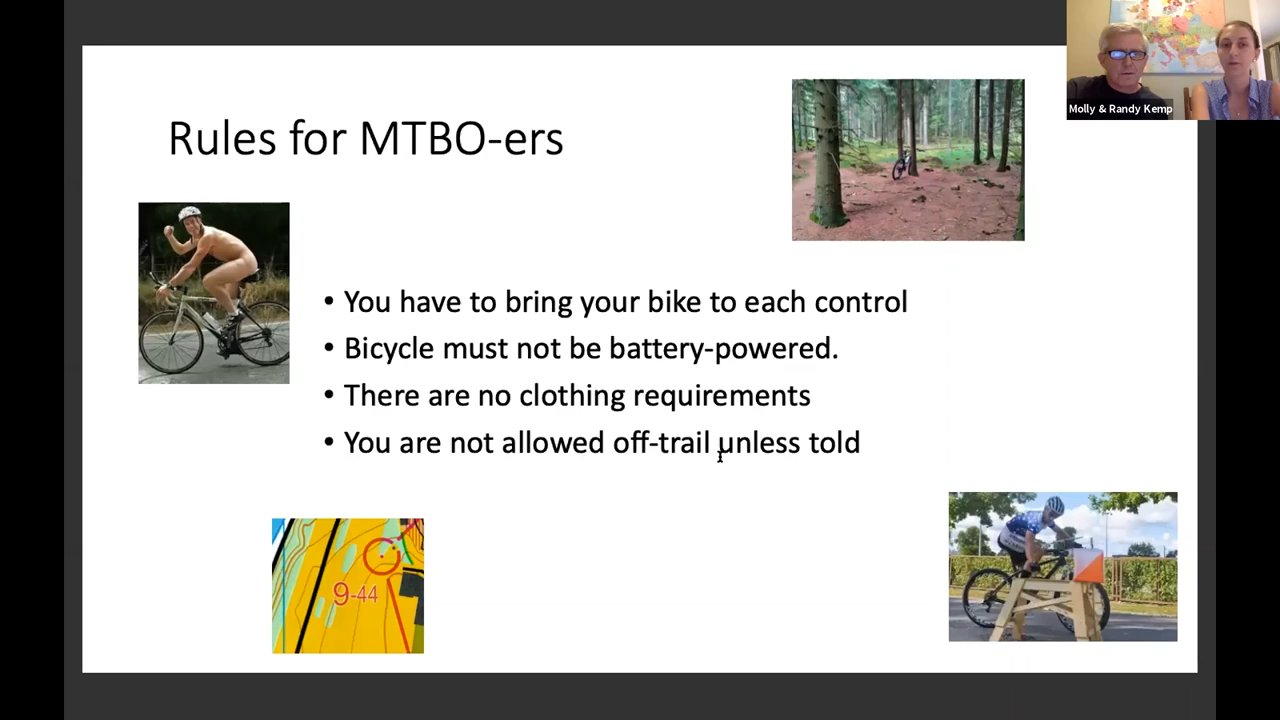 Molly & Randy Kemp
Rules for MTBO-ers
• You have to bring your bike to each control
• Bicycle must not be battery-powered.
• There are no clothing requirements
• You are not allowed off-trail unless told
9-44